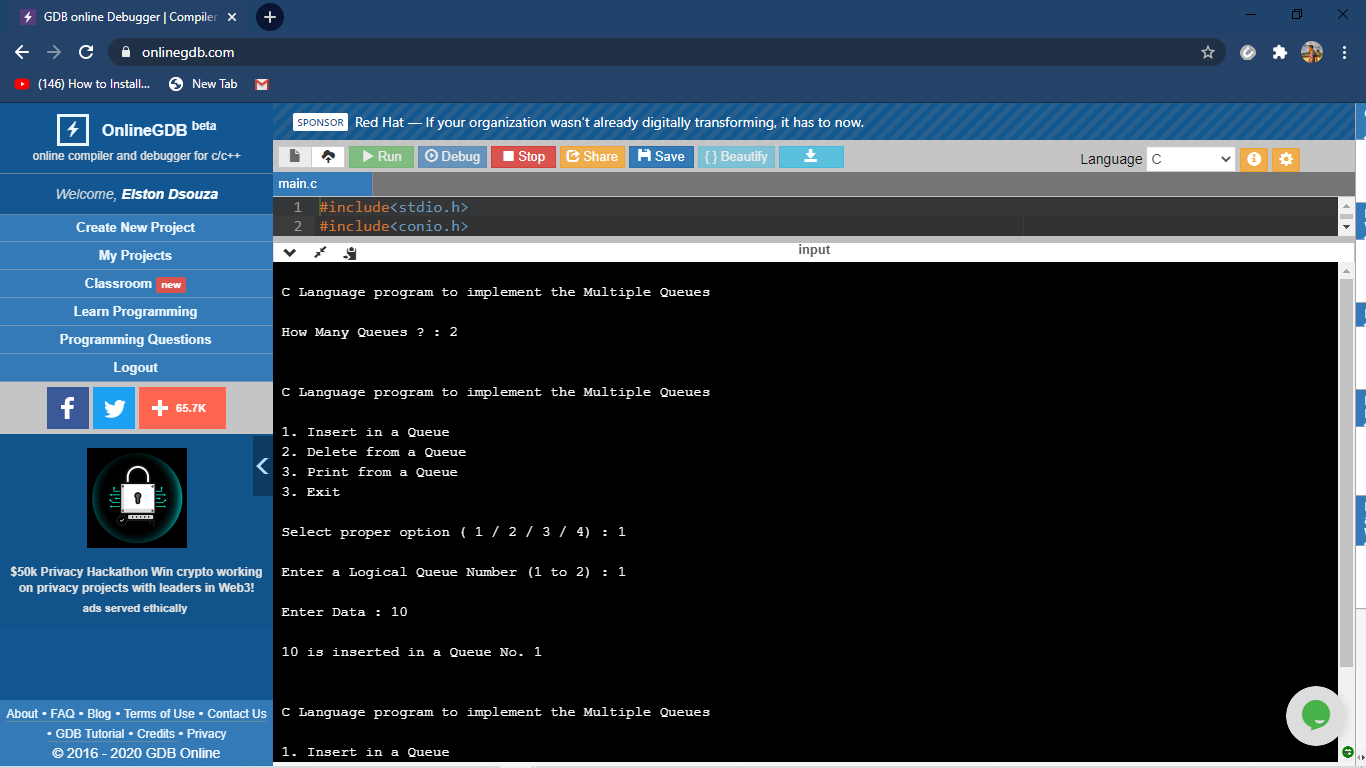 GDB online Debugger | Compiler
onlinegdb.com
(146) How to Install...
New Tab
OnlineGDB beta
online compiler and debugger for c/c++
Welcome, Elston Dsouza
Create New Project
My Projects
Classroom new
Learn Programming
Programming Questions
Logout
65.7K
$50k Privacy Hackathon Win crypto working
on privacy projects with leaders in Web3!
ads served ethically
About • FAQ • Blog • Terms of Use • Contact Us
• GDB Tutorial • Credits • Privacy
© 2016 - 2020 GDB Online
SPONSOR Red Hat — If your organization wasn't already digitally transforming, it has to now.
Run Debug Stop Share Save { } Beautify
Language C
main.c
1 #include<stdio.h>
2 #include<conio.h>
input
C Language program to implement the Multiple Queues
How Many Queues ? : 2
C Language program to implement the Multiple Queues
1. Insert in a Queue
2. Delete from a Queue
3. Print from a Queue
3. Exit
Select proper option ( 1 / 2 / 3 / 4) : 1
Enter a Logical Queue Number (1 to 2) : 1
Enter Data : 10
10 is inserted in a Queue No. 1
C Language program to implement the Multiple Queues
1. Insert in a Queue